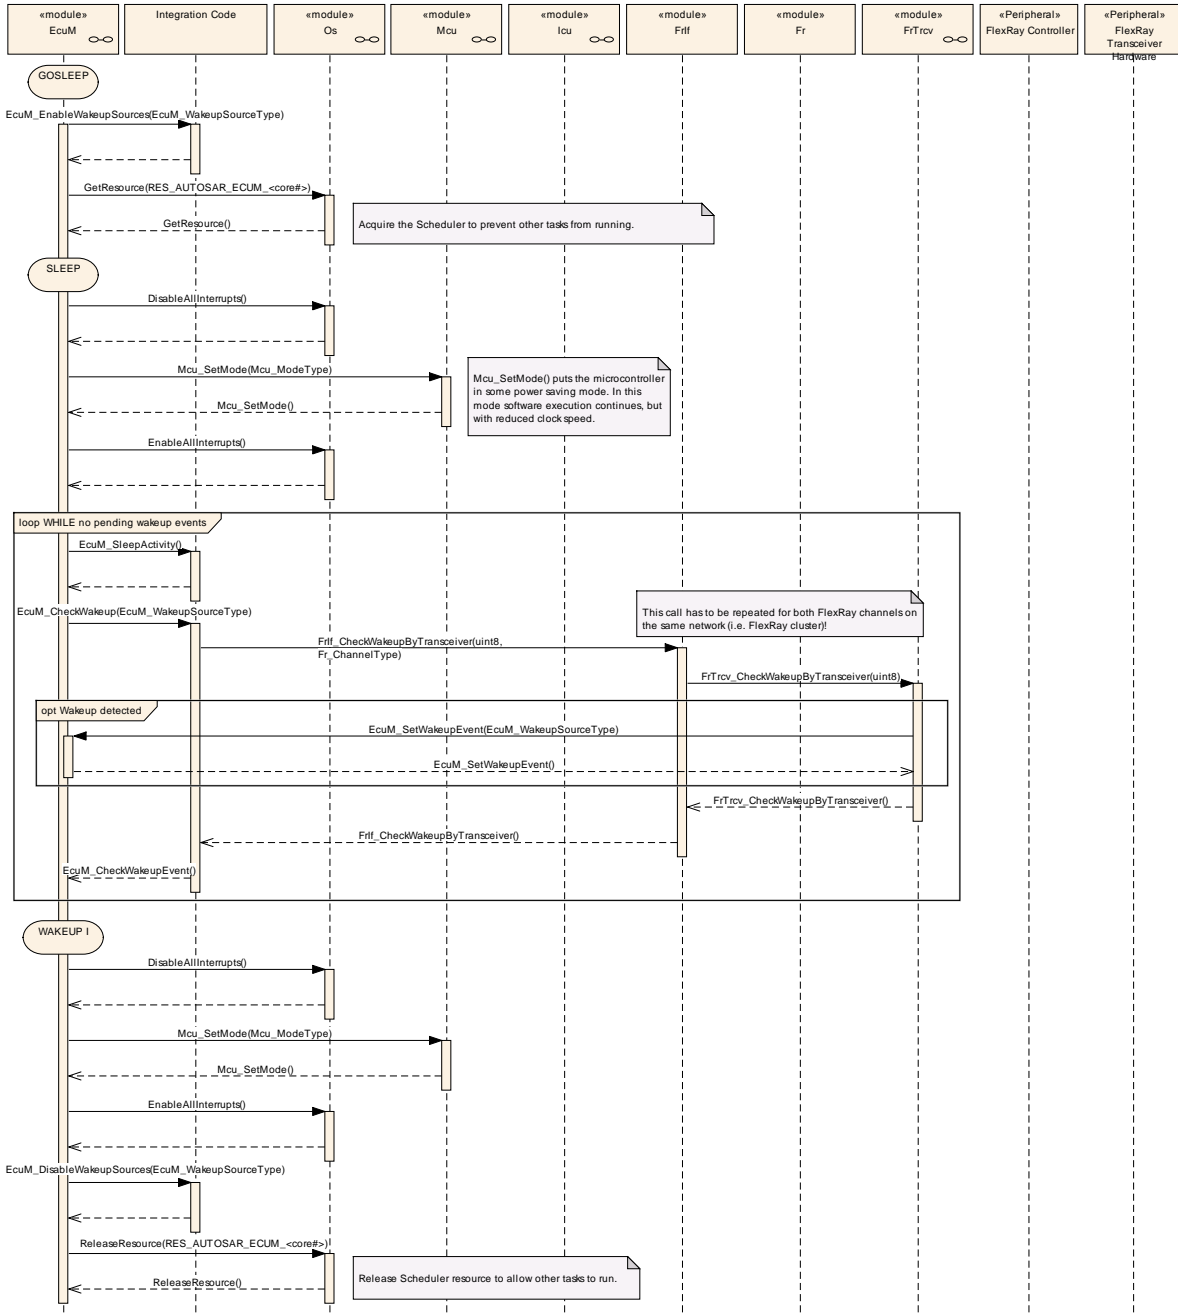 «module»
EcuM
Integration Code
«module»
Os
«module»
Mcu
«module»
Icu
«module»
FrIf
«module»
Fr
«module»
FrTrcv
«Peripheral»
FlexRay Controller
«Peripheral»
FlexRay
Transceiver
Hardware
GOSLEEP
EcuM_EnableWakeupSources(EcuM_WakeupSourceType)
GetResource(RES_AUTOSAR_ECUM_<core#>)
Acquire the Scheduler to prevent other tasks from running.
GetResource()
SLEEP
DisableAllInterrupts()
Mcu_SetMode(Mcu_ModeType)
Mcu_SetMode() puts the microcontroller
in some power saving mode. In this
mode software execution continues, but
with reduced clock speed.
Mcu_SetMode()
EnableAllInterrupts()
loop WHILE no pending wakeup events
EcuM_SleepActivity()
EcuM_CheckWakeup(EcuM_WakeupSourceType)
This call has to be repeated for both FlexRay channels on
the same network (i.e. FlexRay cluster)!
FrIf_CheckWakeupByTransceiver(uint8,
Fr_ChannelType)
FrTrcv_CheckWakeupByTransceiver(uint8)
opt Wakeup detected
EcuM_SetWakeupEvent(EcuM_WakeupSourceType)
EcuM_SetWakeupEvent()
FrTrcv_CheckWakeupByTransceiver()
FrIf_CheckWakeupByTransceiver()
EcuM_CheckWakeupEvent()
WAKEUP I
DisableAllInterrupts()
Mcu_SetMode(Mcu_ModeType)
Mcu_SetMode()
EnableAllInterrupts()
EcuM_DisableWakeupSources(EcuM_WakeupSourceType)
ReleaseResource(RES_AUTOSAR_ECUM_<core#>)
Release Scheduler resource to allow other tasks to run.
ReleaseResource()